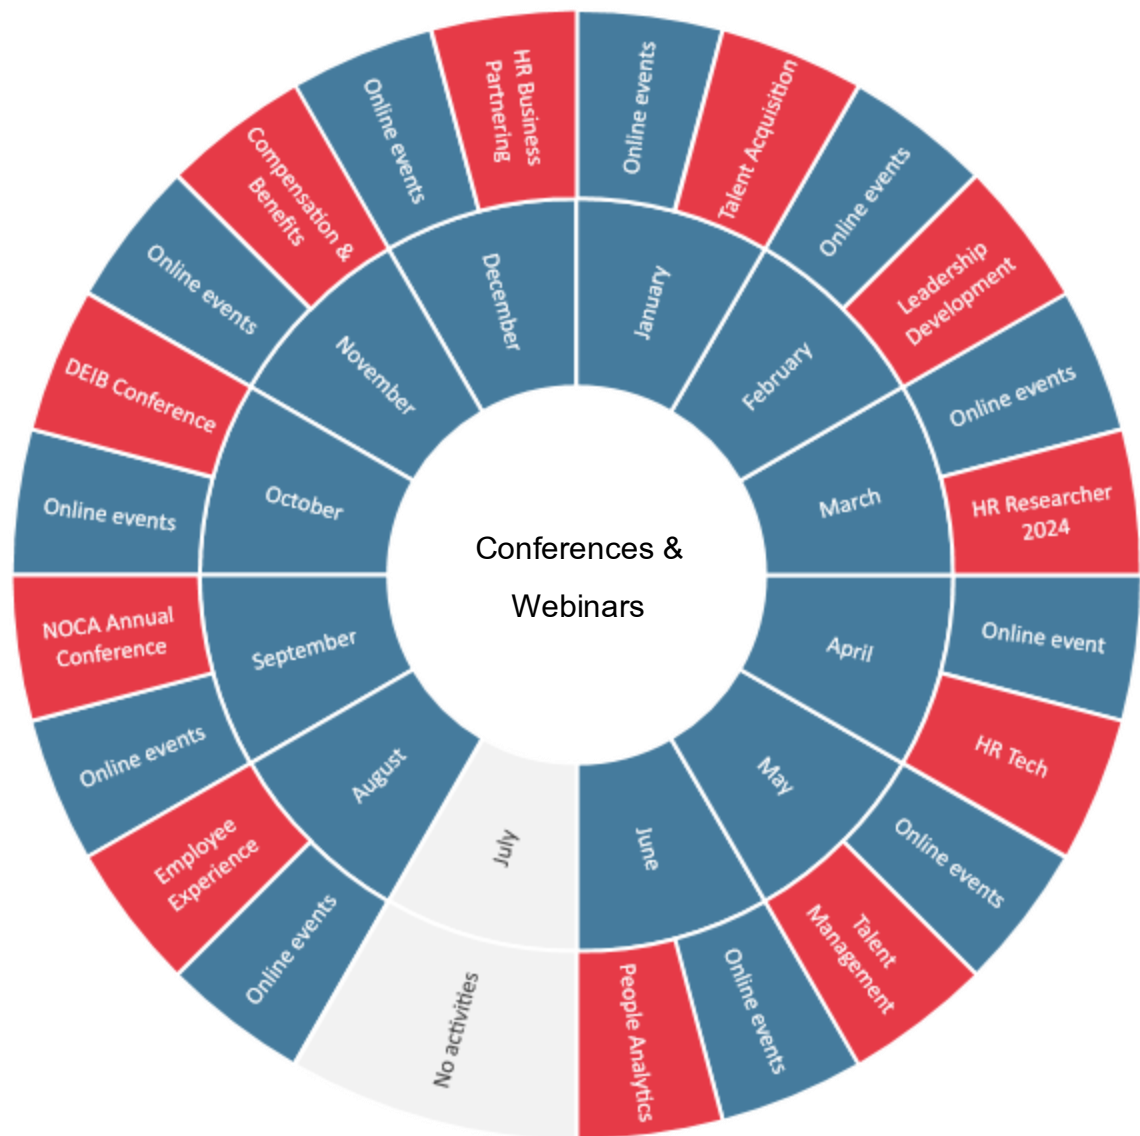 Conferences &
Webinars
January
Online events
Talent Acquisition
February
Online events
Leadership
Development
March
Online events
HR Researcher
2024
April
Online event
HR Tech
May
Online events
Talent
Management
June
Online events
People Analytics
July
No activities
August
Online events
Employee
Experience
September
Online events
NOCA Annual
Conference
October
Online events
DEIB Conference
November
Online events
Compensation &
Benefits
December
Online events
HR Business
Partnering